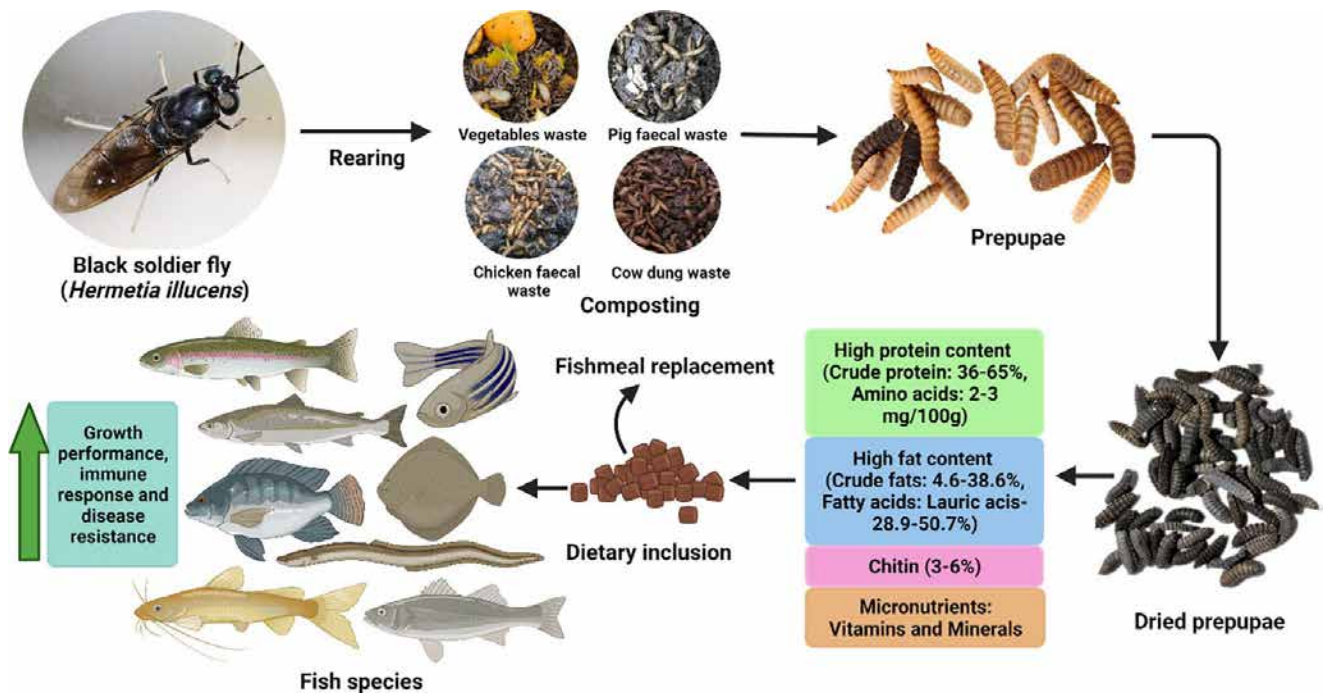 Vegetables waste
Pig faecal waste
Rearing
Chicken faecal
waste
Cow dung waste
Composting
Prepupae
Black soldier fly
(Hermetia illucens)
High protein content
(Crude protein: 36-65%,
Amino acids: 2-3
mg/100g)
High fat content
(Crude fats: 4.6-38.6%,
Fatty acids: Lauric acis-
28.9-50.7%)
Chitin (3-6%)
Micronutrients:
Vitamins and Minerals
Dried prepupae
Fishmeal replacement
Dietary inclusion
Growth
performance,
immune
response and
disease
resistance
Fish species